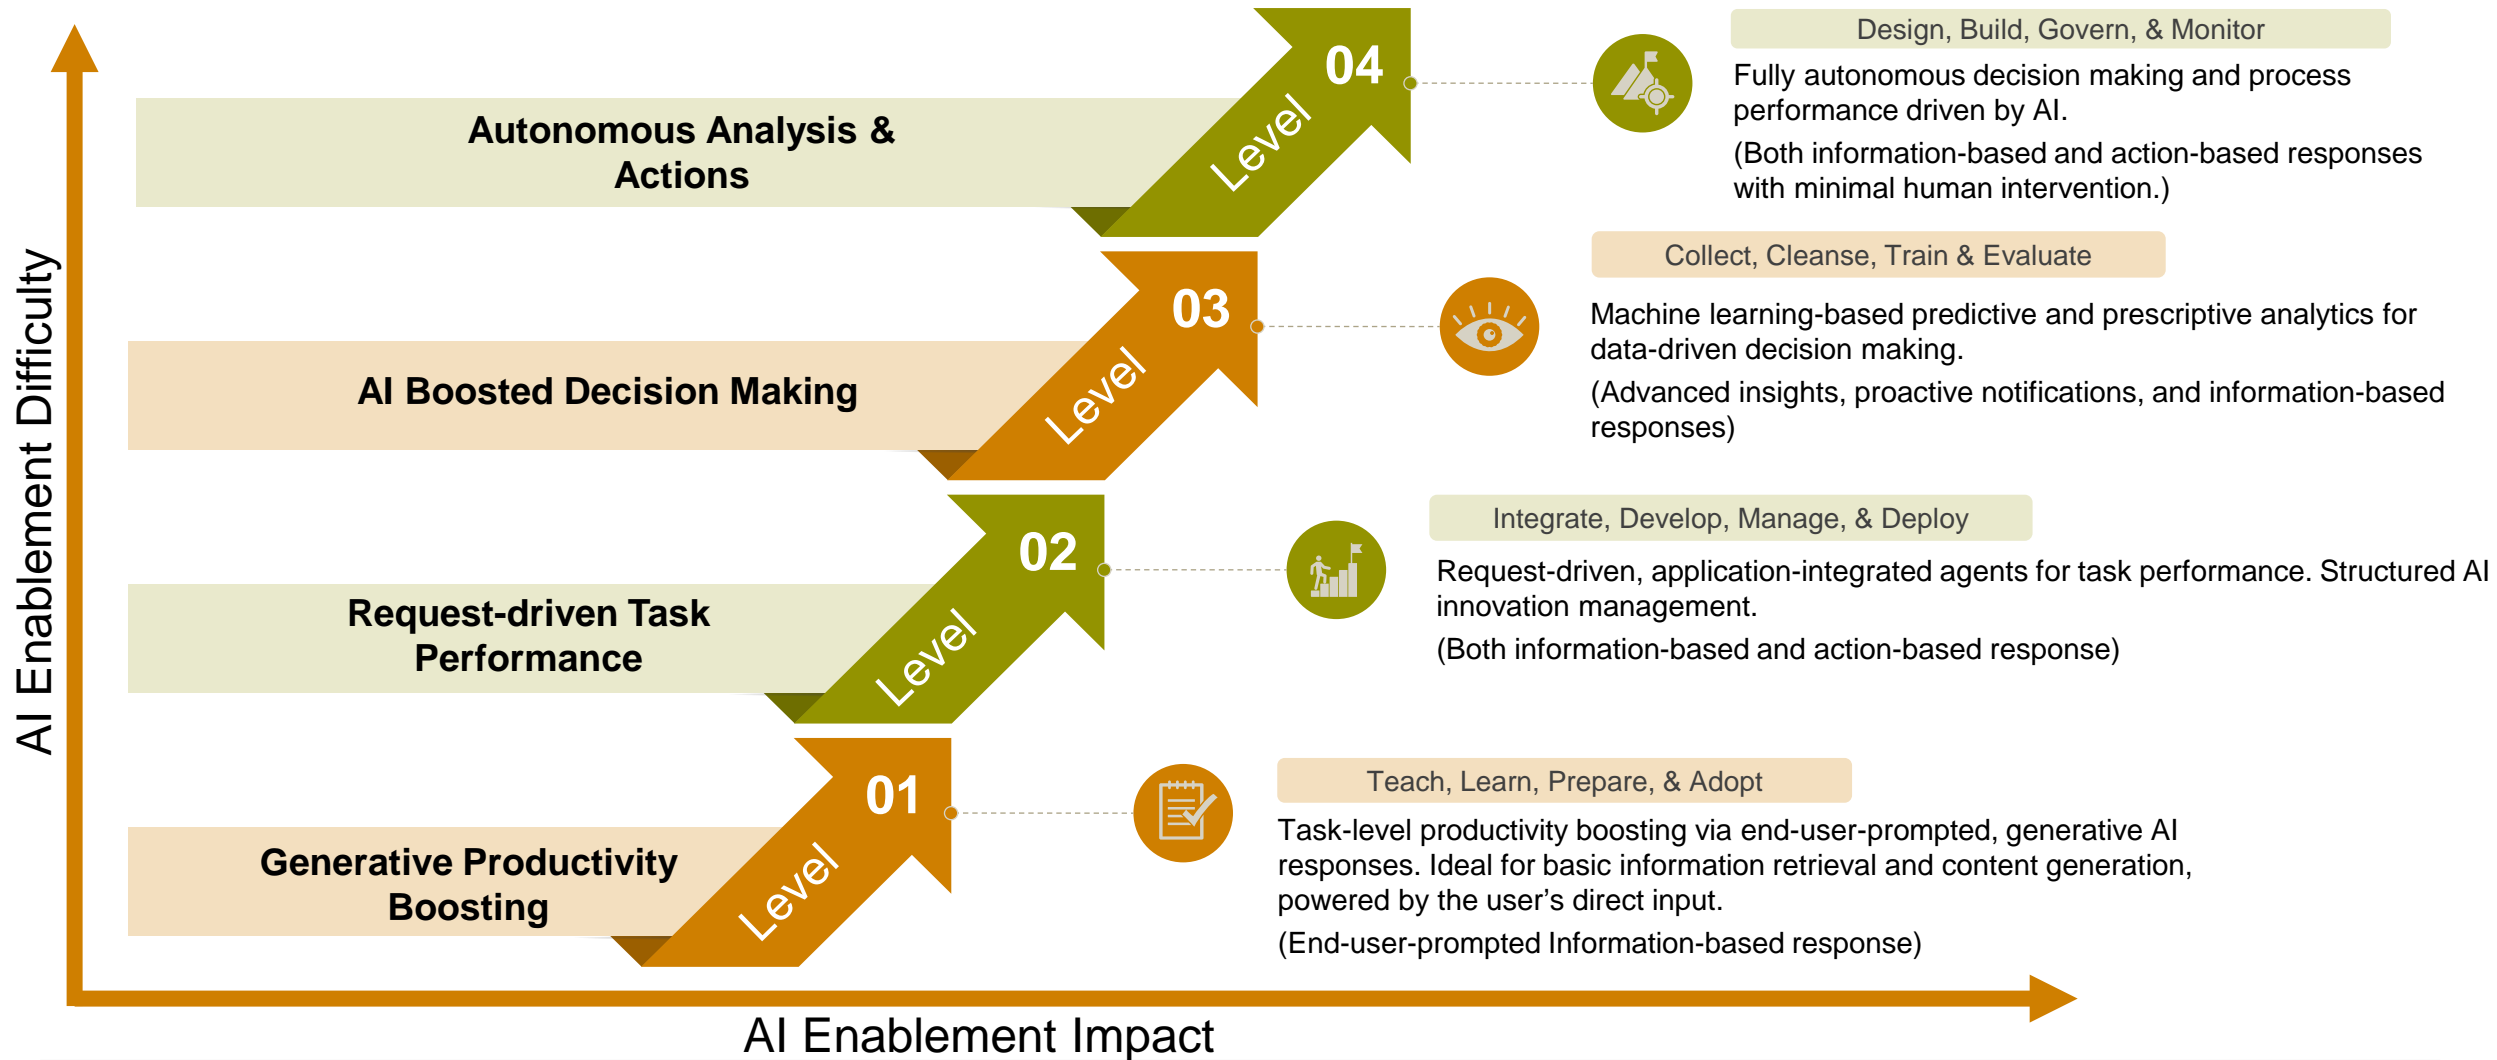 AI Enablement Difficulty
Autonomous Analysis &
Actions
Level
04
Design, Build, Govern, & Monitor
Fully autonomous decision making and process
performance driven by AI.
(Both information-based and action-based responses
with minimal human intervention.)
AI Boosted Decision Making
Level
03
Collect, Cleanse, Train & Evaluate
Machine learning-based predictive and prescriptive analytics for
data-driven decision making.
(Advanced insights, proactive notifications, and information-based
responses)
Request-driven Task
Performance
Level
02
Integrate, Develop, Manage, & Deploy
Request-driven, application-integrated agents for task performance. Structured AI
innovation management.
(Both information-based and action-based response)
Generative Productivity
Boosting
Level
01
Teach, Learn, Prepare, & Adopt
Task-level productivity boosting via end-user-prompted, generative AI
responses. Ideal for basic information retrieval and content generation,
powered by the user’s direct input.
(End-user-prompted Information-based response)
AI Enablement Impact